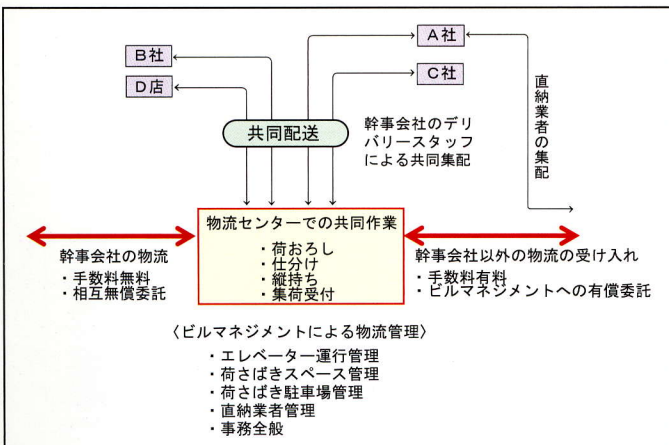 A社
B社
C社
D店
共同配送
幹事会社のデリ
バリースタッフ
による共同集配
直納業者の集配
物流センターでの共同作業
・荷おろし
・仕分け
・縦持ち
・集荷受付
幹事会社の物流
・手数料無料
・相互無償委託
幹事会社以外の物流の受け入れ
・手数料有料
・ビルマネジメントへの有償委託
〈ビルマネジメントによる物流管理〉
・エレベーター運行管理
・荷さばきスペース管理
・荷さばき駐車場管理
・直納業者管理
・事務全般